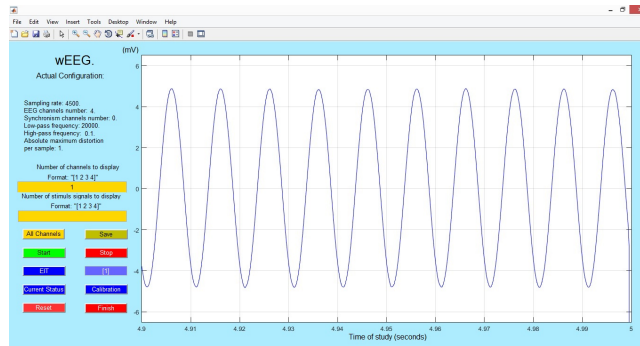 File Edit View Insert Tools Desktop Window Help
wEEG.
Actual Configuration:
Sampling rate: 4500.
EEG channels number: 4.
Synchronism channels number: 0.
Low-pass frequency: 20000.
High-pass frequency: 0.1.
Absolute maximum distortion
per sample: 1.
Number of channels to display
Format: "[1 2 3 4]"
1
Number of stimuls signals to display
Format: "[1 2 3 4]"
All Channels Save
Start Stop
EIT [1]
Current Status Calibration
Reset Finish
(mV)
6
4
2
0
-2
-4
-6
4.9 4.91 4.92 4.93 4.94 4.95 4.96 4.97 4.98 4.99 5
Time of study (seconds)